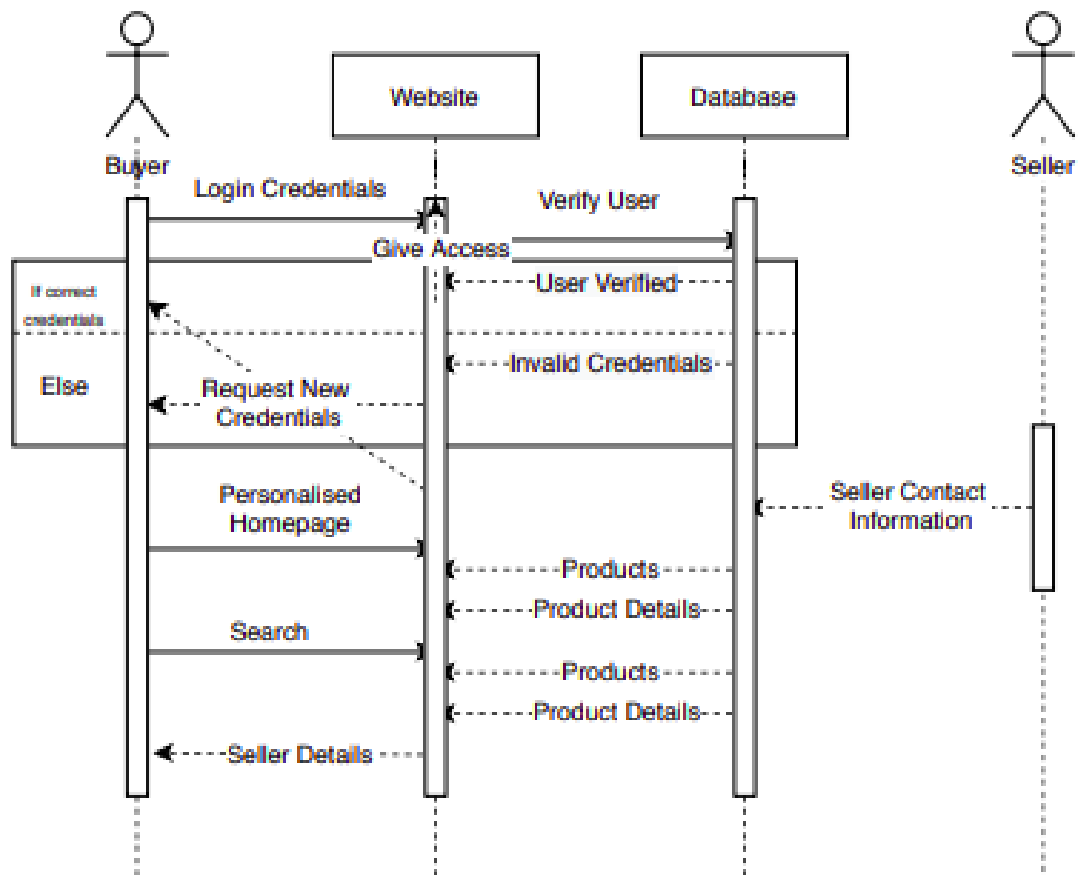 Website
Database
Buyer
Seller
Login Credentials
Verify User
Give Access
If correct
credentials
User Verified
Invalid Credentials
Else
Request New
Credentials
Personalised
Homepage
Seller Contact
Information
Products
Product Details
Search
Products
Product Details
Seller Details